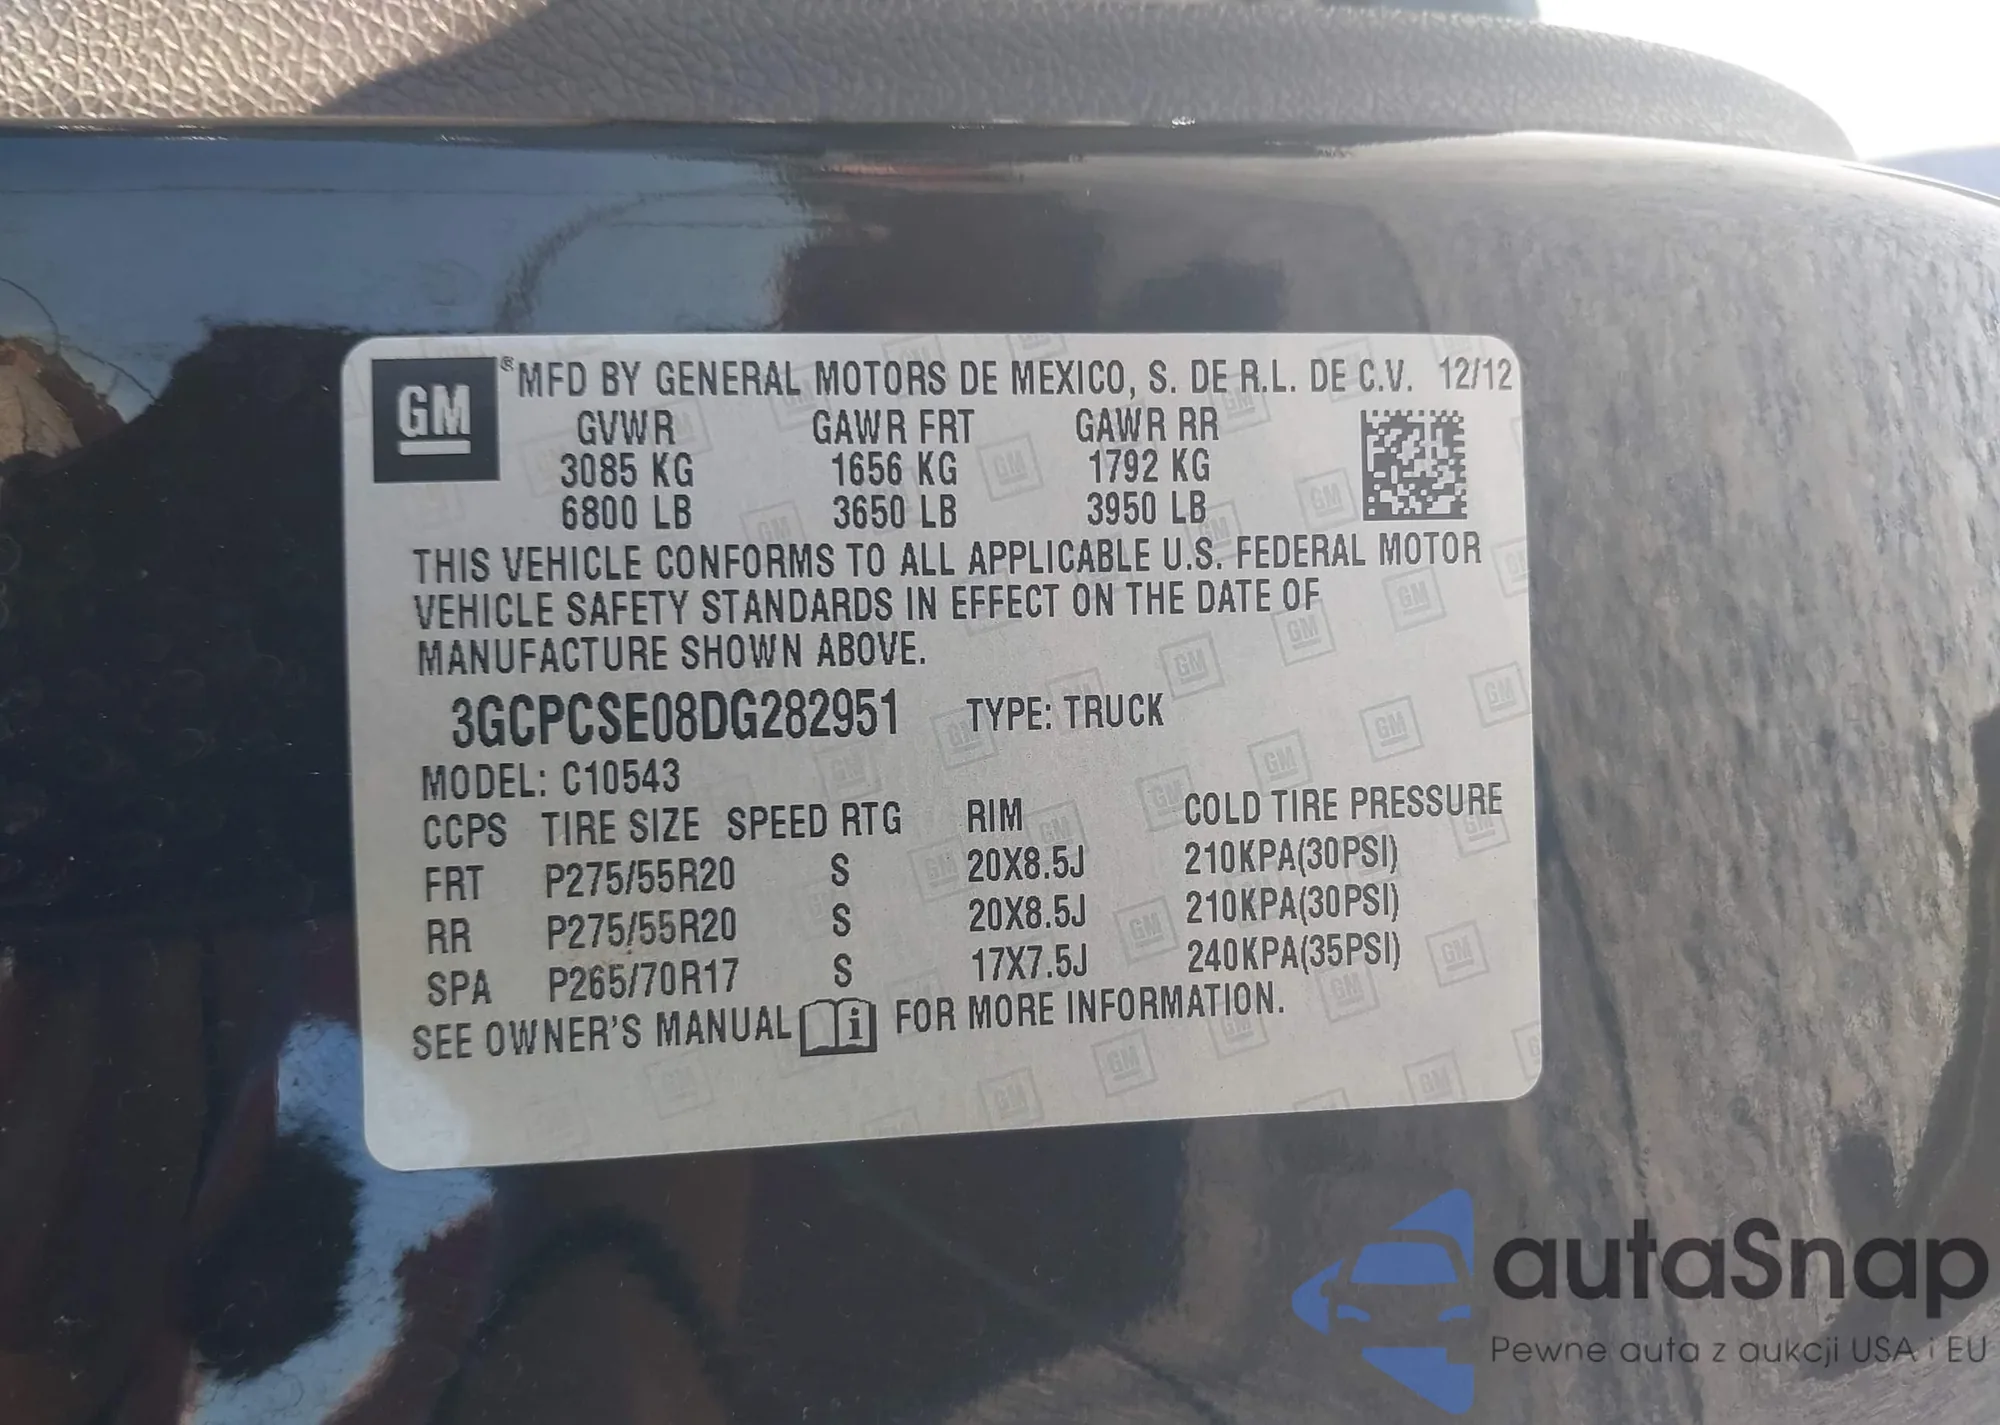 GM
®MFD BY GENERAL MOTORS DE MEXICO, S. DE R.L. DE C.V. 12/12
GVWR GAWR FRT GAWR RR
3085 KG 1656 KG 1792 KG
6800 LB 3650 LB 3950 LB
THIS VEHICLE CONFORMS TO ALL APPLICABLE U.S. FEDERAL MOTOR
VEHICLE SAFETY STANDARDS IN EFFECT ON THE DATE OF
MANUFACTURE SHOWN ABOVE.
3GCPCSE08DG282951 TYPE: TRUCK
MODEL: C10543
CCPS TIRE SIZE SPEED RTG RIM COLD TIRE PRESSURE
FRT P275/55R20 S 20X8.5J 210KPA(30PSI)
RR P275/55R20 S 20X8.5J 210KPA(30PSI)
SPA P265/70R17 S 17X7.5J 240KPA(35PSI)
SEE OWNER'S MANUAL i FOR MORE INFORMATION.
autaSnap
Pewne auta z aukcji USA i EU